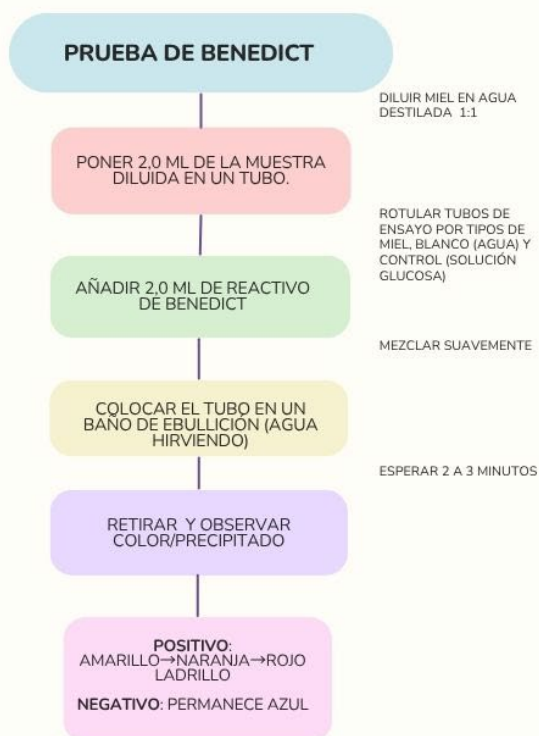 PRUEBA DE BENEDICT
DILUIR MIEL EN AGUA
DESTILADA 1:1
PONER 2,0 ML DE LA MUESTRA
DILUIDA EN UN TUBO.
ROTULAR TUBOS DE
ENSAYO POR TIPOS DE
MIEL, BLANCO (AGUA) Y
CONTROL (SOLUCIÓN
GLUCOSA)
AÑADIR 2,0 ML DE REACTIVO
DE BENEDICT
MEZCLAR SUAVEMENTE
COLOCAR EL TUBO EN UN
BAÑO DE EBULLICIÓN (AGUA
HIRVIENDO)
ESPERAR 2 A 3 MINUTOS
RETIRAR Y OBSERVAR
COLOR/PRECIPITADO
POSITIVO:
AMARILLO→NARANJA→ROJO
LADRILLO
NEGATIVO: PERMANECE AZUL